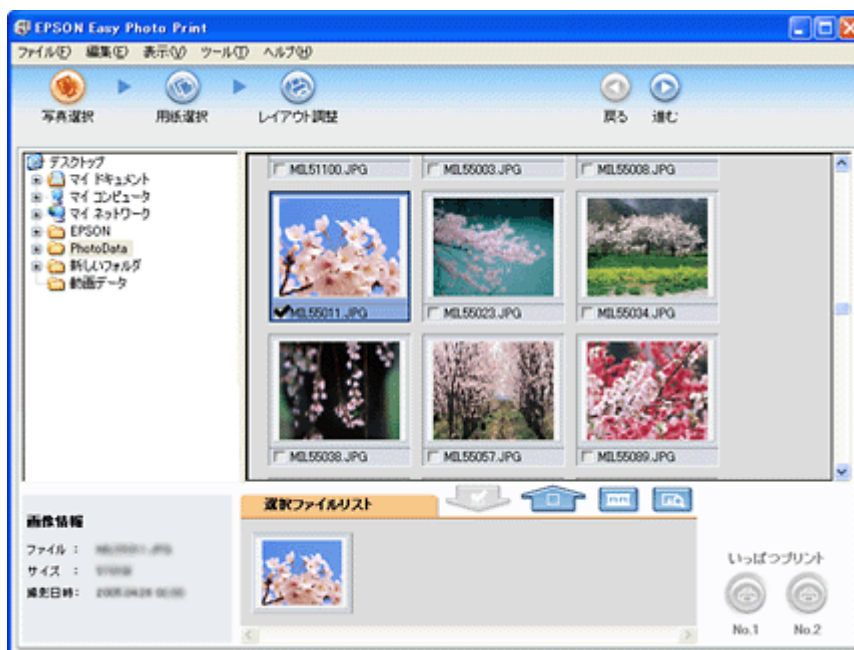 EPSON Easy Photo Print
ファイル(F) 編集(E) 表示(V) ツール(T) ヘルプ(H)
写真選択 用紙選択 レイアウト調整 戻る 進む
デスクトップ
マイ ドキュメント
マイ コンピュータ
マイ ネットワーク
EPSON
PhotoData
新しいフォルダ
動画データ
MIL51100.JPG MIL55003.JPG MIL55008.JPG
MIL55011.JPG MIL55023.JPG MIL55034.JPG
MIL55038.JPG MIL55057.JPG MIL55089.JPG
選択ファイルリスト
画像情報
ファイル :
サイズ :
撮影日時:
いっぱつプリント
No.1 No.2